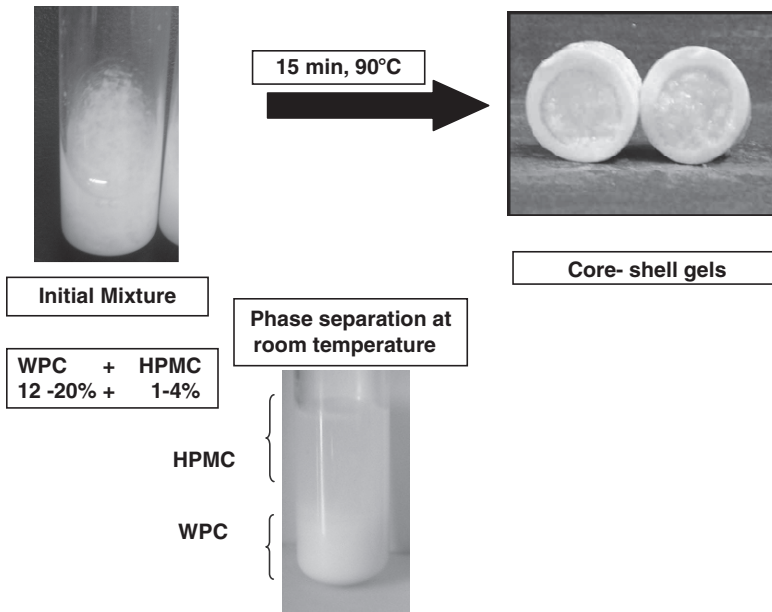 15 min, 90°C
Core- shell gels
Initial Mixture
Phase separation at
room temperature
WPC + HPMC
12 -20% + 1-4%
HPMC
WPC